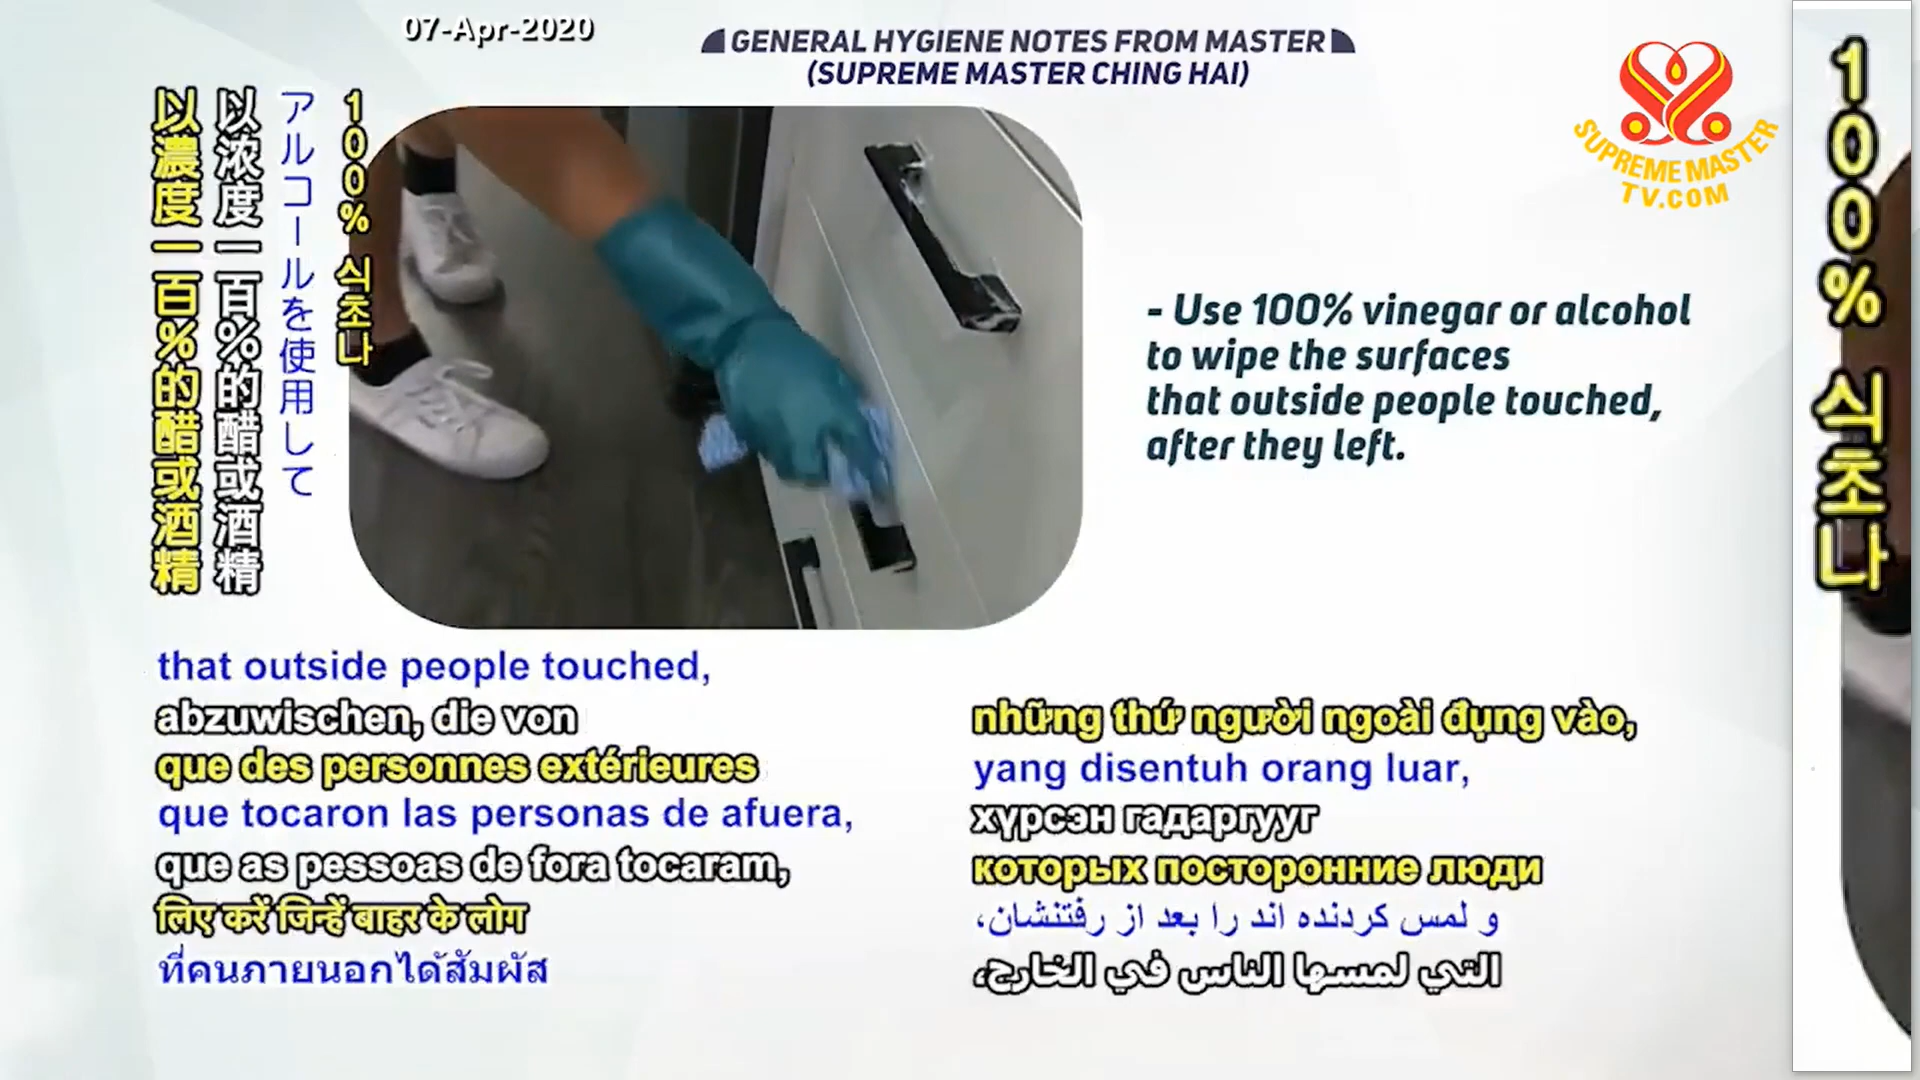 07-Apr-2020
GENERAL HYGIENE NOTES FROM MASTER
(SUPREME MASTER CHING HAI)
SUPREME MASTER
TV.COM
以濃度一百%的醋或酒精
以浓度一百%的醋或酒精
アルコールを使用して
100% 식초나
- Use 100% vinegar or alcohol
to wipe the surfaces
that outside people touched,
after they left.
that outside people touched,
abzuwischen, die von
que des personnes extérieures
que tocaron las personas de afuera,
que as pessoas de fora tocaram,
लिए करें जिन्हें बाहर के लोग
ที่คนภายนอกได้สัมผัส
những thứ người ngoài đụng vào,
yang disentuh orang luar,
хүрсэн гадаргууг
которых посторонние люди
و لمس کردنده اند را بعد از رفتنشان،
التي لمسها الناس في الخارج،
100% 식초나